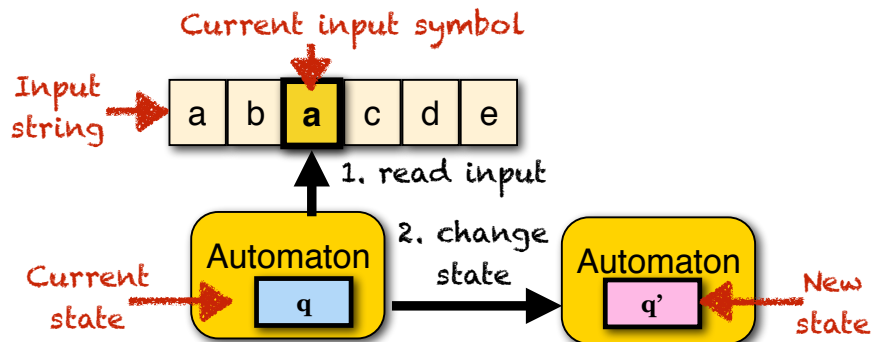 Current input symbol
Input
string
a b a c d e
1. read input
Automaton
2. change
state
Automaton
Current
state
q
q’
New
state